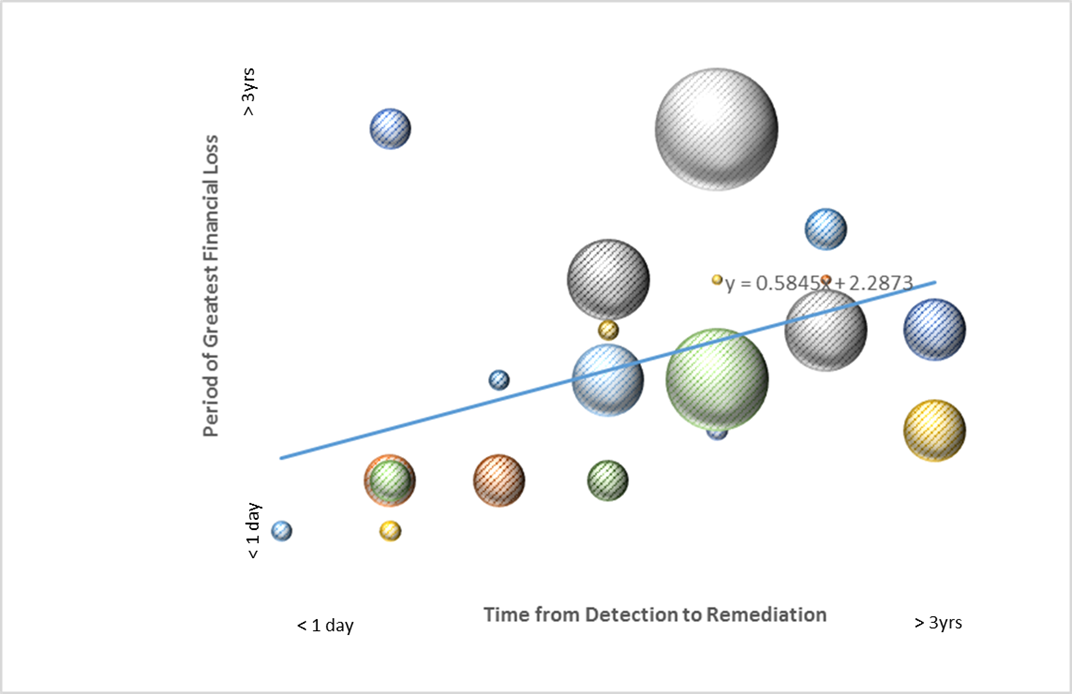 > 3yrs
Period of Greatest Financial Loss
y = 0.5845x + 2.2873
< 1 day
Time from Detection to Remediation
< 1 day
> 3yrs